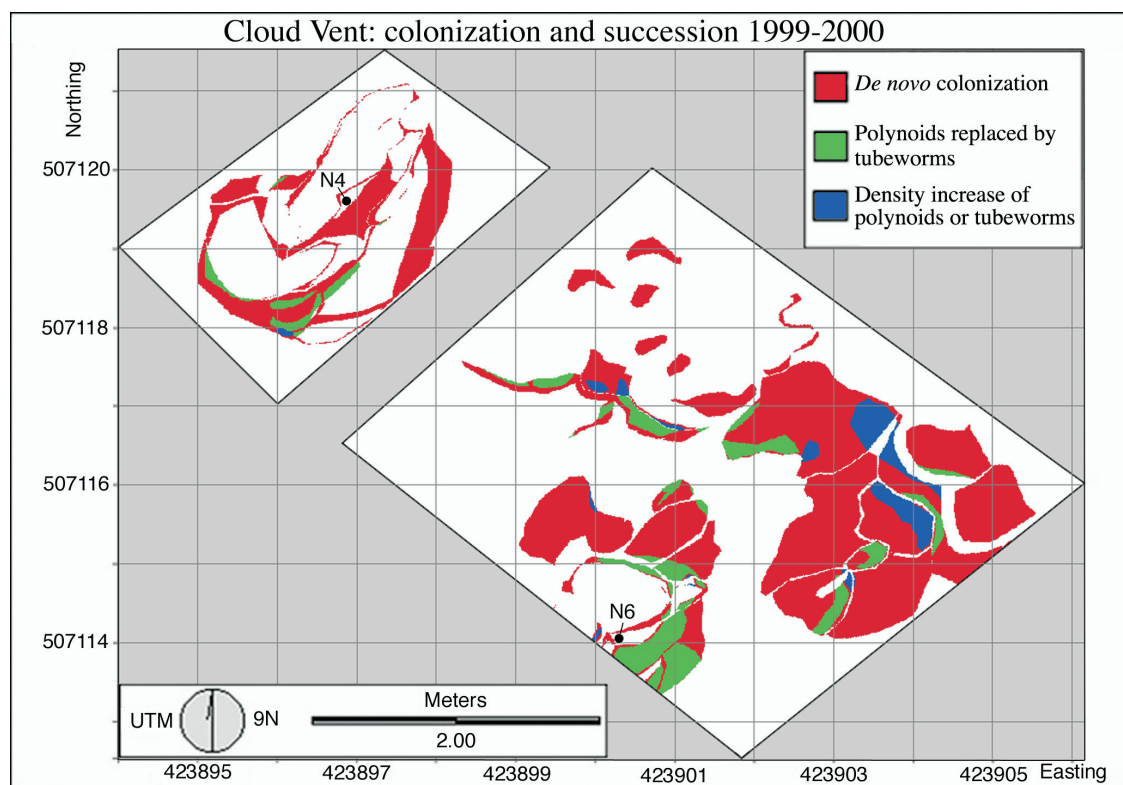 Cloud Vent: colonization and succession 1999-2000
Northing
De novo colonization
Polynoids replaced by
tubeworms
Density increase of
polynoids or tubeworms
507120
507118
507116
507114
N4
N6
UTM
9N
Meters
2.00
423895
423897
423899
423901
423903
423905
Easting